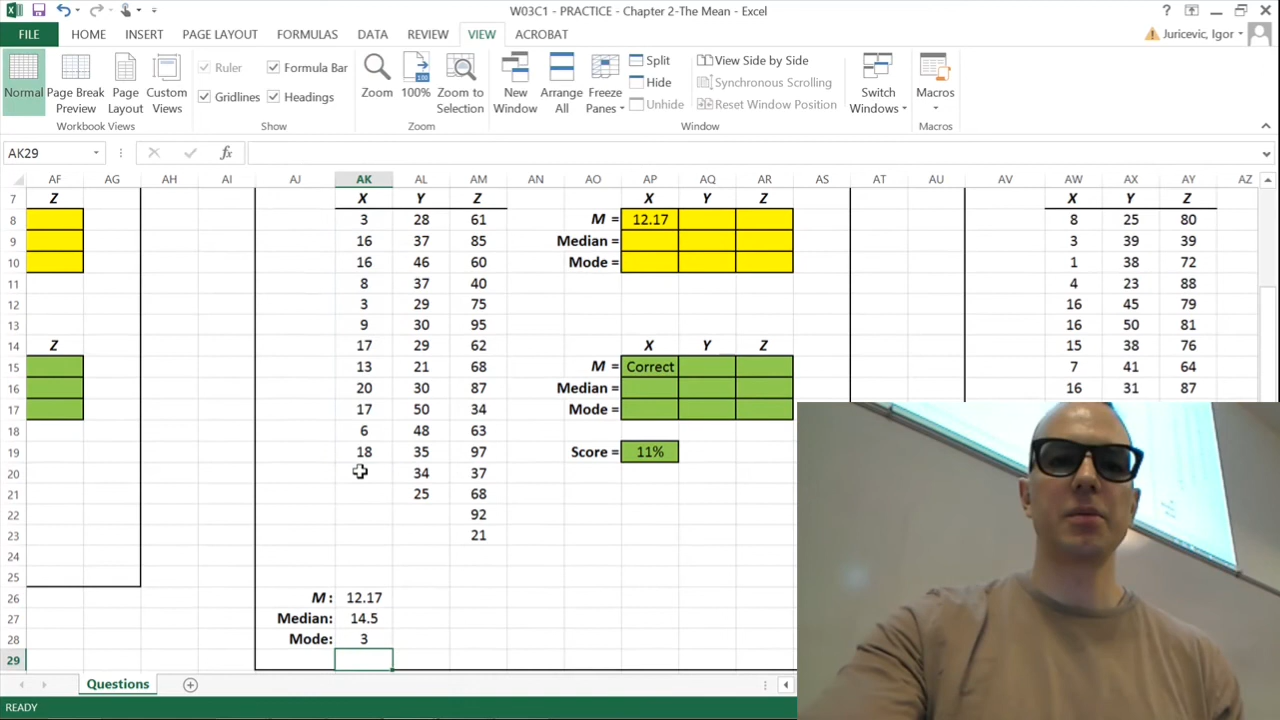 W03C1 - PRACTICE - Chapter 2-The Mean - Excel
FILE HOME INSERT PAGE LAYOUT FORMULAS DATA REVIEW VIEW ACROBAT Juricevic, Igor
Normal Page Break Preview Page Layout Custom Views
Ruler Formula Bar
Gridlines Headings
Zoom 100% Zoom to Selection
New Window Arrange All Freeze Panes
Split
Hide
Unhide
View Side by Side
Synchronous Scrolling
Reset Window Position
Switch Windows Macros
Workbook Views Show Zoom Window Macros
AK29 fx
AF AG AH AI AJ AK AL AM AN AO AP AQ AR AS AT AU AV AW AX AY AZ
7 Z X Y Z X Y Z X Y Z
8 3 28 61 M = 12.17 8 25 80
9 16 37 85 Median = 3 39 39
10 16 46 60 Mode = 1 38 72
11 8 37 40 4 23 88
12 3 29 75 16 45 79
13 9 30 95 16 50 81
14 Z 17 29 62 X Y Z 15 38 76
15 13 21 68 M = Correct 7 41 64
16 20 30 87 Median = 16 31 87
17 17 50 34 Mode =
18 6 48 63
19 18 35 97 Score = 11%
20 34 37
21 25 68
22 92
23 21
24
25
26 M : 12.17
27 Median: 14.5
28 Mode: 3
29
Questions
READY